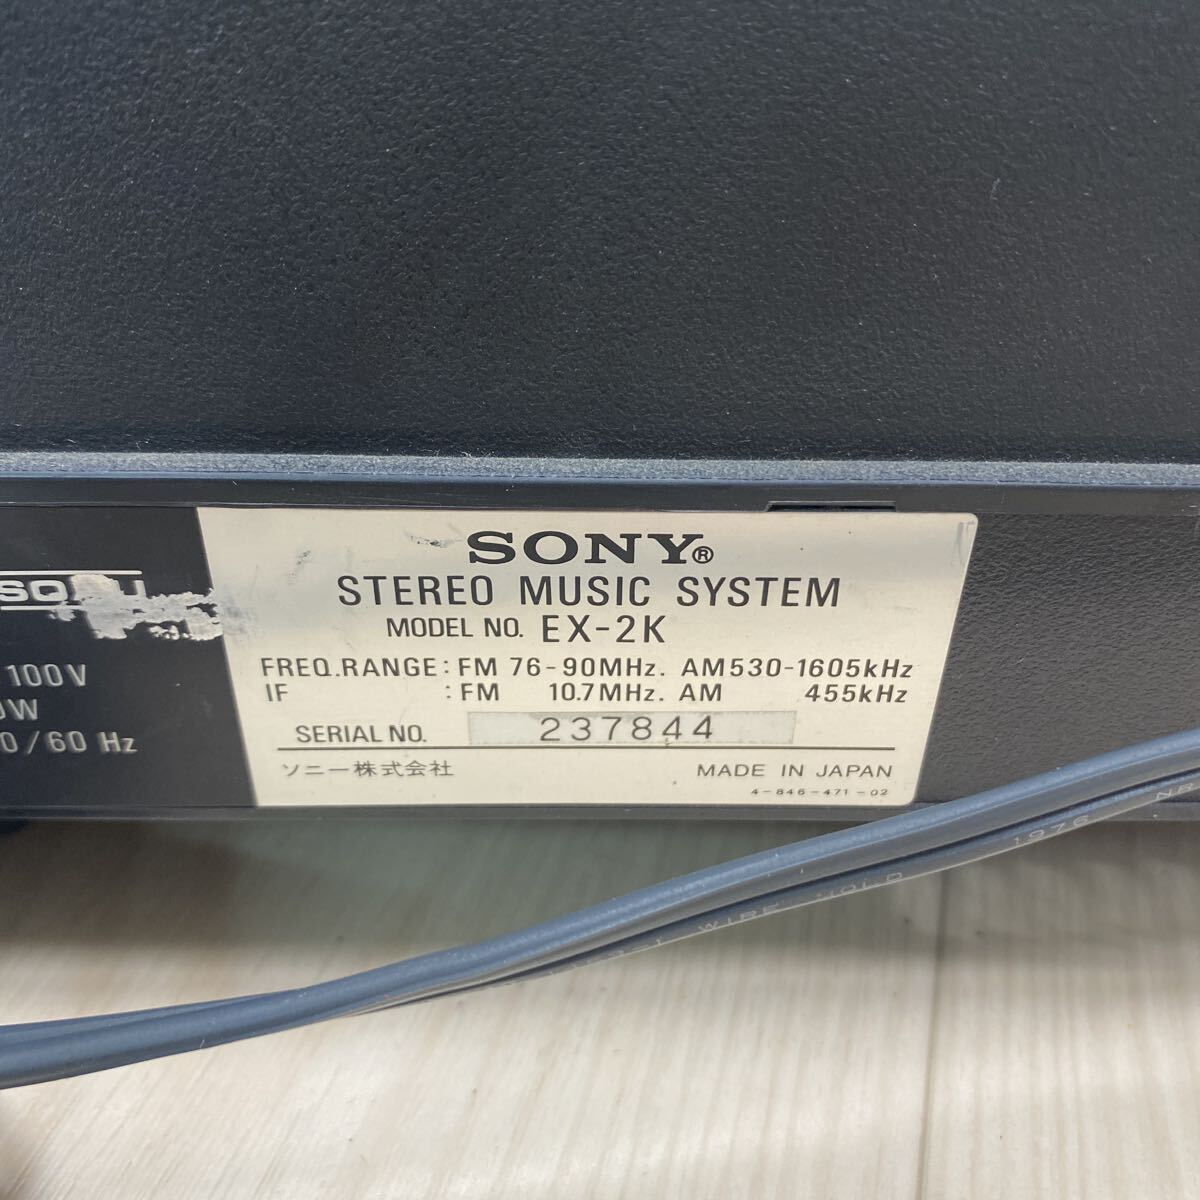 SONY®
STEREO MUSIC SYSTEM
MODEL NO. EX-2K
FREQ.RANGE : FM 76-90MHz. AM530-1605kHz
IF : FM 10.7MHz. AM 455kHz
SERIAL NO. 237844
ソニー株式会社 MADE IN JAPAN
4-846-471-02
100V
W
0/60 Hz
WIRE HOLD 1976